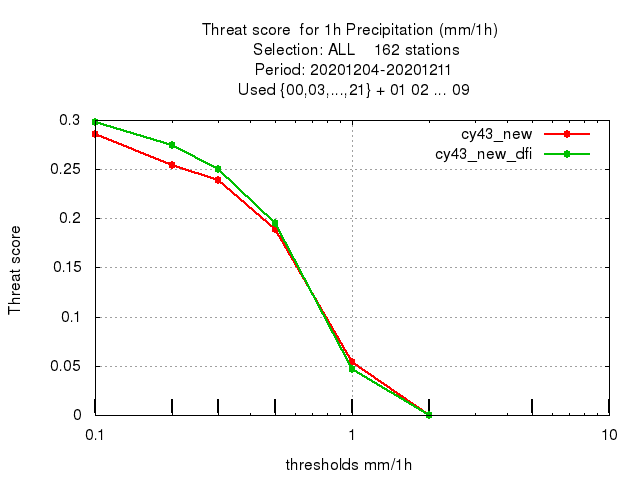 Threat score  for 1h Precipitation (mm/1h)
Selection: ALL    162 stations
Period: 20201204-20201211
Used {00,03,...,21} + 01 02 ... 09
cy43_new
cy43_new_dfi
0.3
0.25
0.2
0.15
0.1
0.05
0
Threat score
0.1
1
10
thresholds mm/1h